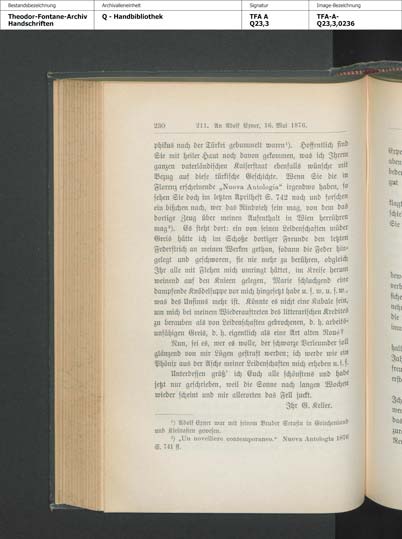 Bestandsbezeichnung
Archivalieneinheit
Signatur
Image-Bezeichnung
Theodor-Fontane-Archiv
Handschriften
Q - Handbibliothek
TFA A
Q23,3
TFA-A-
Q23,3,0236
230 211. An Adolf Exner, 16. Mai 1876.
phikus nach der Türkei gebummelt waren¹). Hoffentlich sind
Sie mit heiler Haut noch davon gekommen, was ich Ihrem
ganzen vaterländischen Kaiserstaat ebenfalls wünsche mit
Bezug auf diese türkische Geschichte. Wenn Sie die in
Florenz erscheinende „Nuova Antologia“ irgendwo haben, so
sehen Sie doch im letzten Aprilheft S. 742 nach und forschen
ein bißchen nach, wer das Rindvieh sein mag, von dem das
dortige Zeug über meinen Aufenthalt in Wien herrühren
mag²). Es steht dort: ein von seinen Leidenschaften müder
Greis hätte ich im Schoße dortiger Freunde den letzten
Federstrich an meinen Werken gethan, sodann die Feder hin=
gelegt und geschworen, sie nie mehr zu berühren, obgleich
Ihr alle mit Flehen mich umringt hättet, im Kreise herum
weinend auf den Knieen gelegen, Marie schluchzend eine
dampfende Knödelsuppe vor mich hingesetzt habe u. s. w. u. s. w.,
was des Unsinns mehr ist. Könnte es nicht eine Kabale sein,
um mich bei meinem Wiederauftreten des litterarischen Kredites
zu berauben als von Leidenschaften gebrochenen, d. h. arbeits=
unfähigen Greis, d. h. eigentlich als eine Art alten
Nun, sei es, wer es wolle, der schwarze Verleumder soll
glänzend von mir Lügen gestraft werden; ich werde wie ein
Phönix aus der Asche meiner Leidenschaften mich erheben u. s. f.
Unterdessen grüß' ich Euch alle schönstens und habe
jetzt nur geschrieben, weil die Sonne nach langen Wochen
wieder scheint und mir allerorten das Fell juckt.
Ihr G. Keller.
¹) Adolf Exner war mit seinem Bruder Serafin in Griechenland
und Kleinasien gewesen.
²) „Un novelliere contemporaneo.“ Nuova Antologia 1876
S. 741 ff.